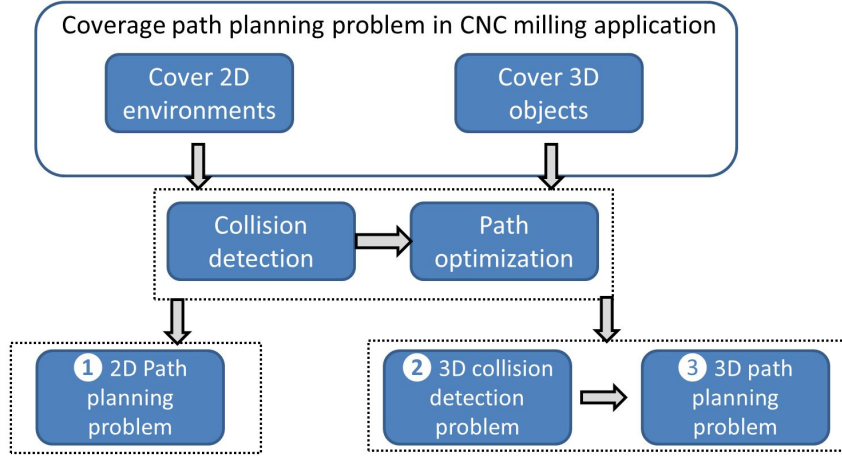 Coverage path planning problem in CNC milling application
Cover 2D
environments
Cover 3D
objects
Collision
detection
Path
optimization
1 2D Path
planning
problem
2 3D collision
detection
problem
3 3D path
planning
problem